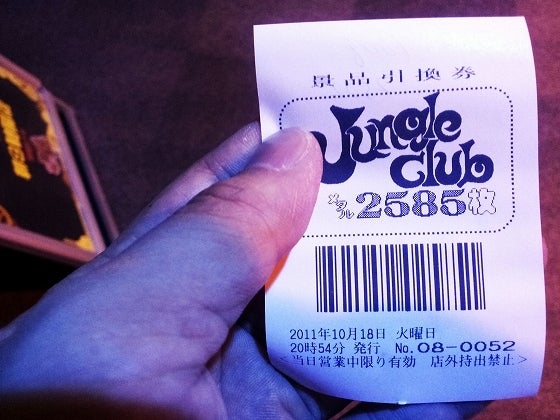 景品引換券
Jungle
Club
メタル 2585枚
2011年10月18日 火曜日
20時54分 発行 No.08-0052
<当日営業中限り有効 店外持出禁止>